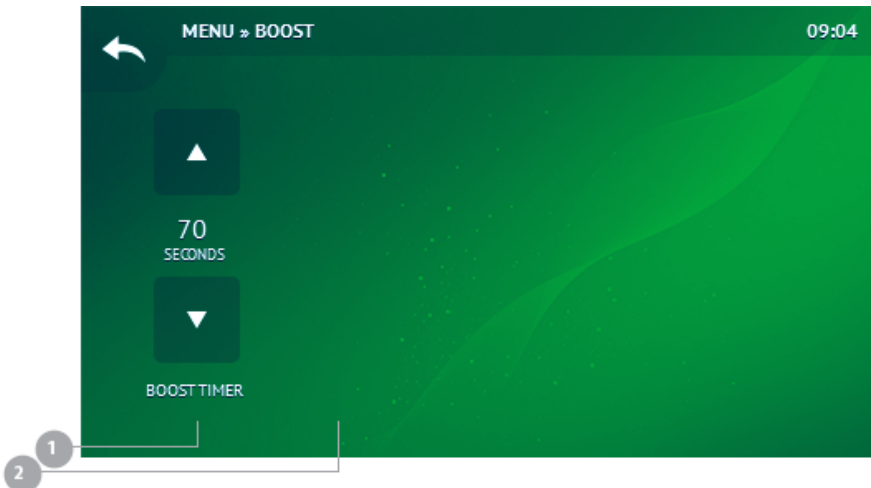 MENU » BOOST
09:04
70
SECONDS
BOOST TIMER
1
2